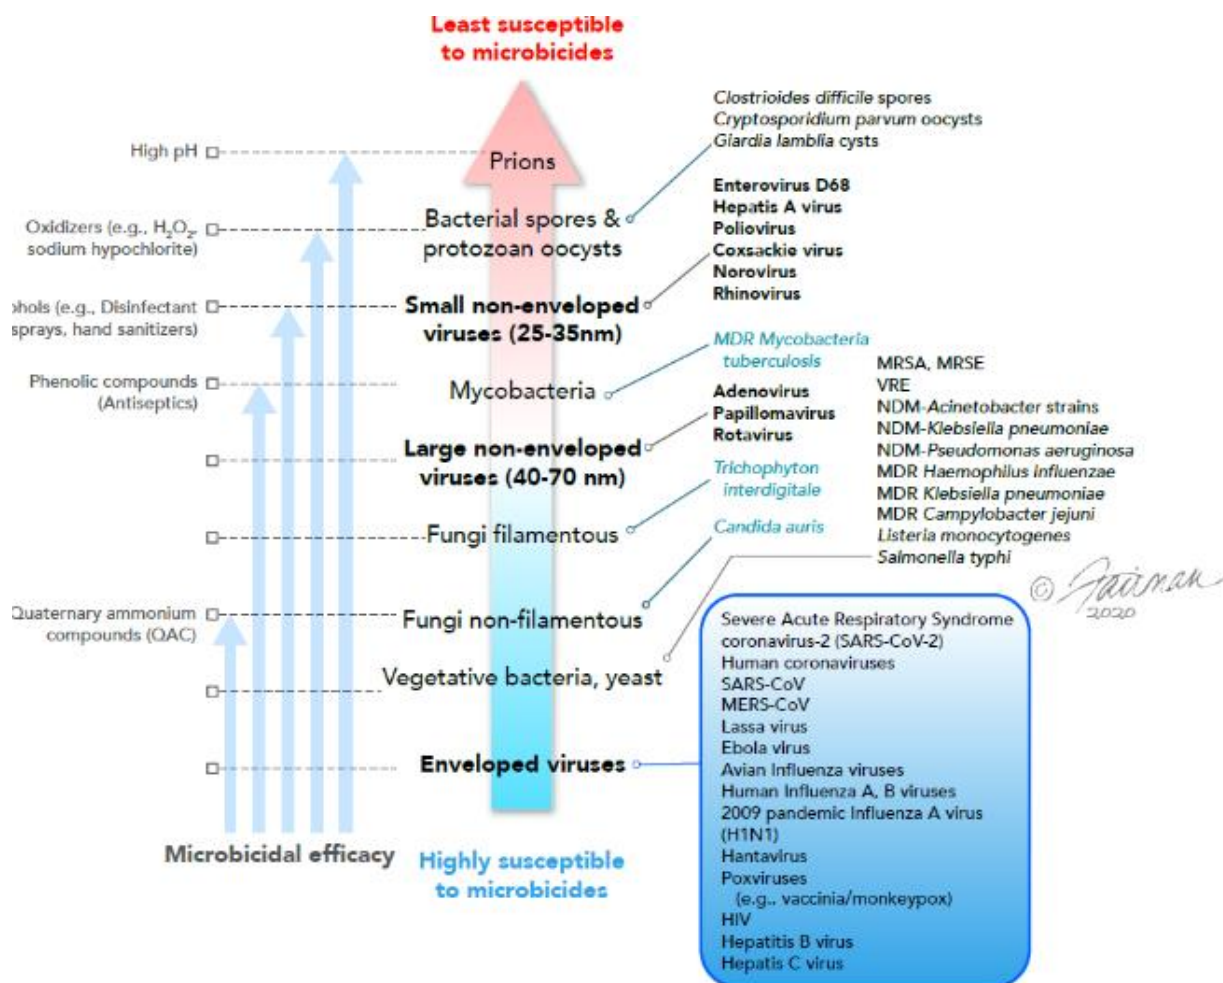 Least susceptible
to microbicides
High pH
Oxidizers (e.g., H₂O₂,
sodium hypochlorite)
ohols (e.g., Disinfectant
sprays, hand sanitizers)
Phenolic compounds
(Antiseptics)
Quaternary ammonium
compounds (QAC)
Microbicidal efficacy
Prions
Bacterial spores &
protozoan oocysts
Small non-enveloped
viruses (25-35nm)
Mycobacteria
Large non-enveloped
viruses (40-70 nm)
Fungi filamentous
Fungi non-filamentous
Vegetative bacteria, yeast
Enveloped viruses
Highly susceptible
to microbicides
Clostrioides difficile spores
Cryptosporidium parvum oocysts
Giardia lamblia cysts
Enterovirus D68
Hepatis A virus
Poliovirus
Coxsackie virus
Norovirus
Rhinovirus
MDR Mycobacteria
tuberculosis
Adenovirus
Papillomavirus
Rotavirus
Trichophyton
interdigitale
Candida auris
MRSA, MRSE
VRE
NDM-Acinetobacter strains
NDM-Klebsiella pneumoniae
NDM-Pseudomonas aeruginosa
MDR Haemophilus influenzae
MDR Klebsiella pneumoniae
MDR Campylobacter jejuni
Listeria monocytogenes
Salmonella typhi
© Fairman
2020
Severe Acute Respiratory Syndrome
coronavirus-2 (SARS-CoV-2)
Human coronaviruses
SARS-CoV
MERS-CoV
Lassa virus
Ebola virus
Avian Influenza viruses
Human Influenza A, B viruses
2009 pandemic Influenza A virus
(H1N1)
Hantavirus
Poxviruses
(e.g., vaccinia/monkeypox)
HIV
Hepatitis B virus
Hepatis C virus